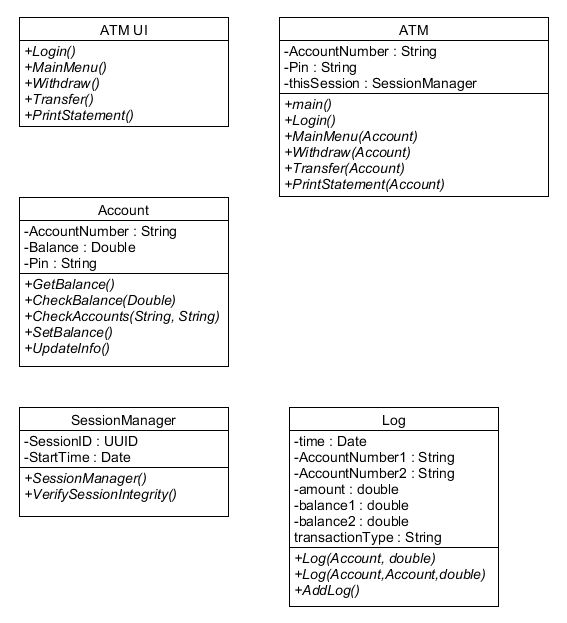 ATM UI
+Login()
+MainMenu()
+Withdraw()
+Transfer()
+PrintStatement()
ATM
-AccountNumber : String
-Pin : String
-thisSession : SessionManager
+main()
+Login()
+MainMenu(Account)
+Withdraw(Account)
+Transfer(Account)
+PrintStatement(Account)
Account
-AccountNumber : String
-Balance : Double
-Pin : String
+GetBalance()
+CheckBalance(Double)
+CheckAccounts(String, String)
+SetBalance()
+UpdateInfo()
SessionManager
-SessionID : UUID
-StartTime : Date
+SessionManager()
+VerifySessionIntegrity()
Log
-time : Date
-AccountNumber1 : String
-AccountNumber2 : String
-amount : double
-balance1 : double
-balance2 : double
transactionType : String
+Log(Account, double)
+Log(Account,Account,double)
+AddLog()